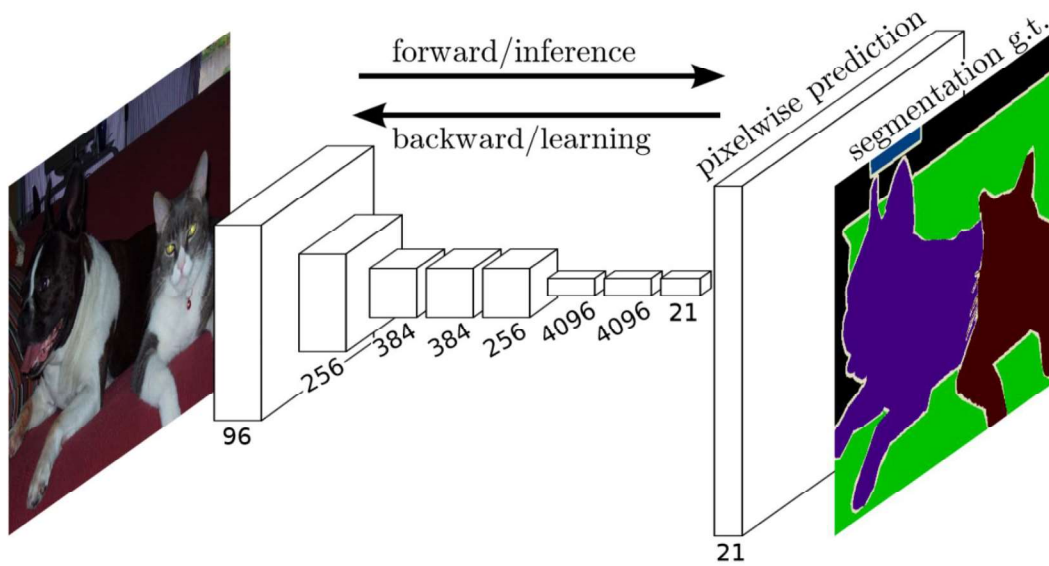 forward/inference
backward/learning
pixelwise prediction
segmentation g.t.
96
256
384
384
256
4096
4096
21
21